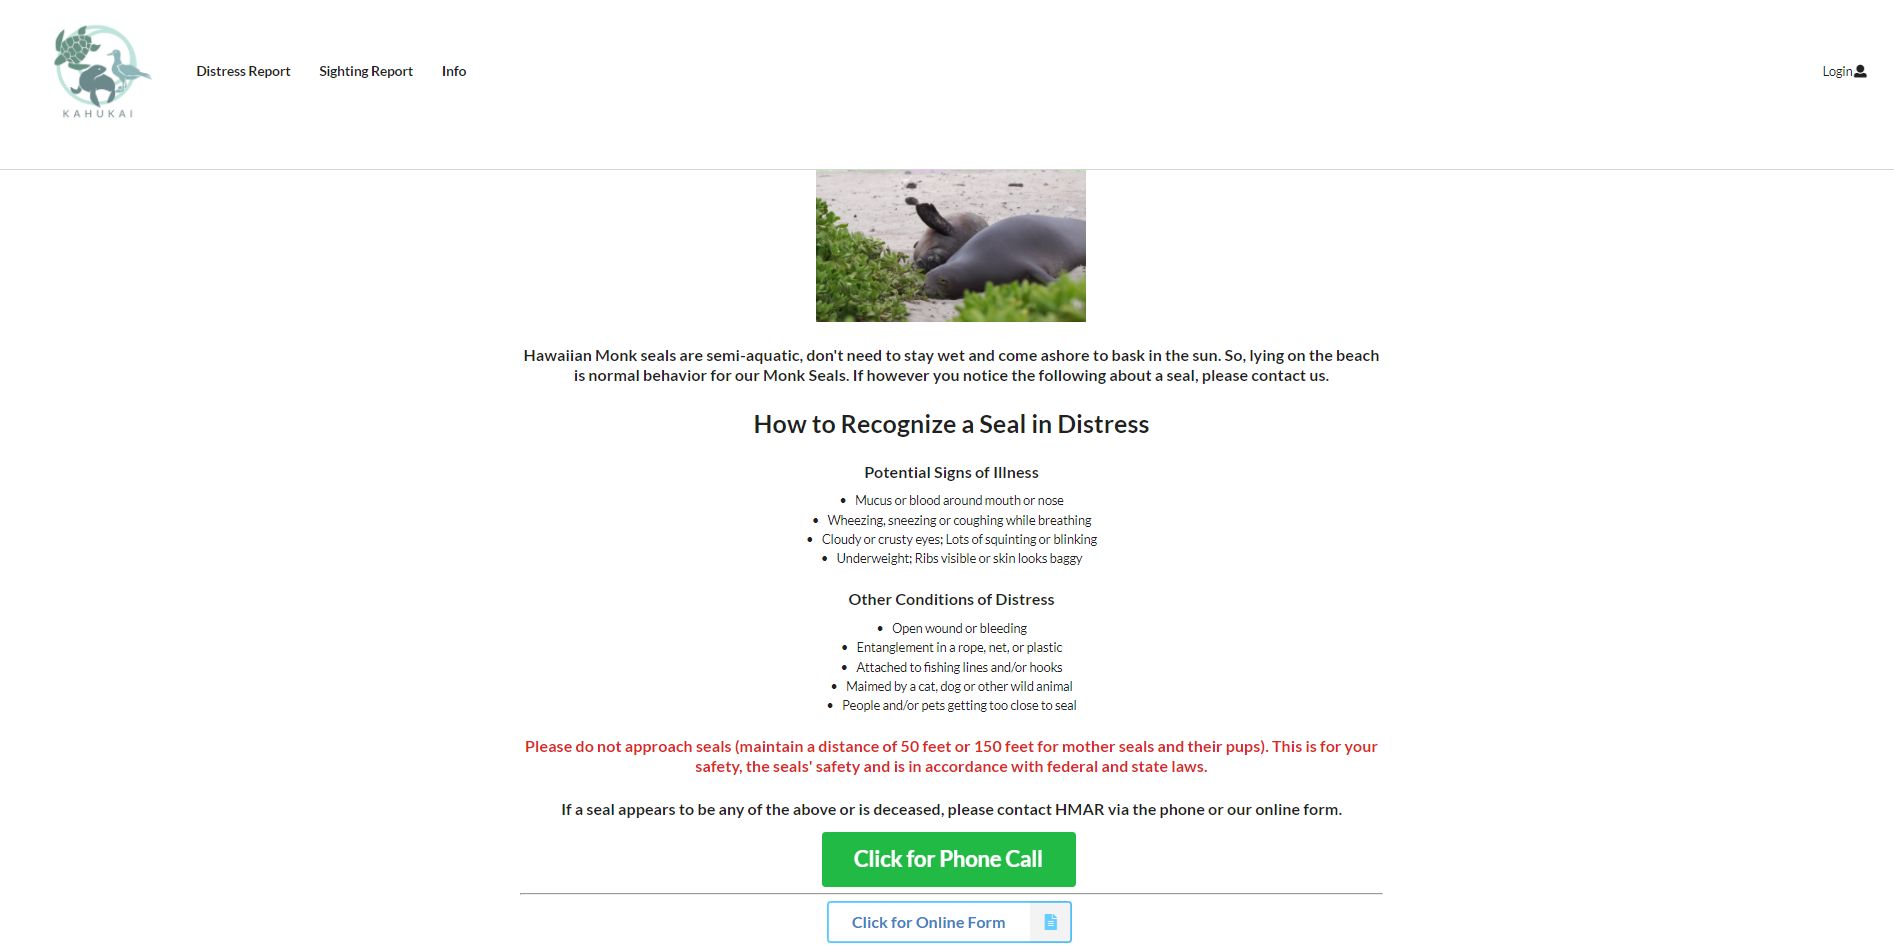 KAHUKAI
Distress Report
Sighting Report
Info
Login
Hawaiian Monk seals are semi-aquatic, don't need to stay wet and come ashore to bask in the sun. So, lying on the beach
is normal behavior for our Monk Seals. If however you notice the following about a seal, please contact us.
How to Recognize a Seal in Distress
Potential Signs of Illness
• Mucus or blood around mouth or nose
• Wheezing, sneezing or coughing while breathing
• Cloudy or crusty eyes; Lots of squinting or blinking
• Underweight; Ribs visible or skin looks baggy
Other Conditions of Distress
• Open wound or bleeding
• Entanglement in a rope, net, or plastic
• Attached to fishing lines and/or hooks
• Maimed by a cat, dog or other wild animal
• People and/or pets getting too close to seal
Please do not approach seals (maintain a distance of 50 feet or 150 feet for mother seals and their pups). This is for your
safety, the seals' safety and is in accordance with federal and state laws.
If a seal appears to be any of the above or is deceased, please contact HMAR via the phone or our online form.
Click for Phone Call
Click for Online Form